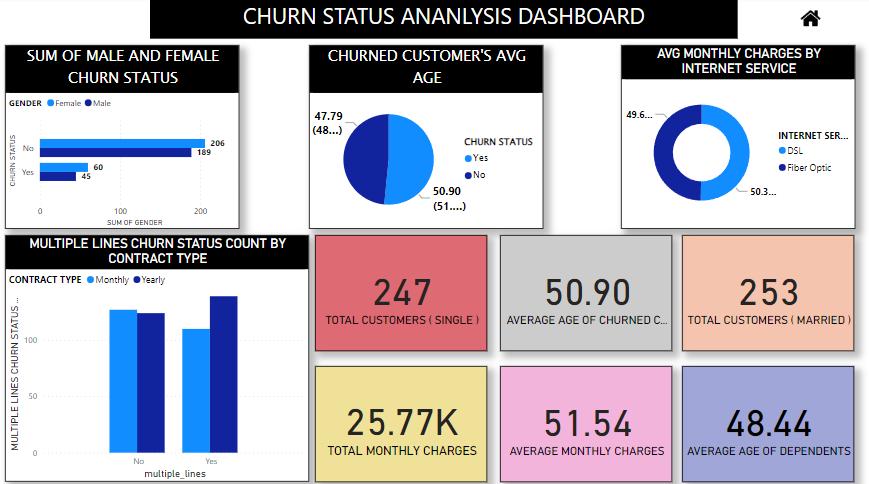 CHURN STATUS ANANLYSIS DASHBOARD
SUM OF MALE AND FEMALE
CHURN STATUS
GENDER Female Male
CHURN STATUS
No
206
189
Yes
60
45
0 100 200
SUM OF GENDER
CHURNED CUSTOMER'S AVG
AGE
47.79
(48...)
CHURN STATUS
Yes
No
50.90
(51....)
AVG MONTHLY CHARGES BY
INTERNET SERVICE
49.6...
INTERNET SER...
DSL
Fiber Optic
50.3...
MULTIPLE LINES CHURN STATUS COUNT BY
CONTRACT TYPE
CONTRACT TYPE Monthly Yearly
MULTIPLE LINES CHURN STATUS ...
100
50
0
No Yes
multiple_lines
247
TOTAL CUSTOMERS ( SINGLE )
50.90
AVERAGE AGE OF CHURNED C...
253
TOTAL CUSTOMERS ( MARRIED )
25.77K
TOTAL MONTHLY CHARGES
51.54
AVERAGE MONTHLY CHARGES
48.44
AVERAGE AGE OF DEPENDENTS